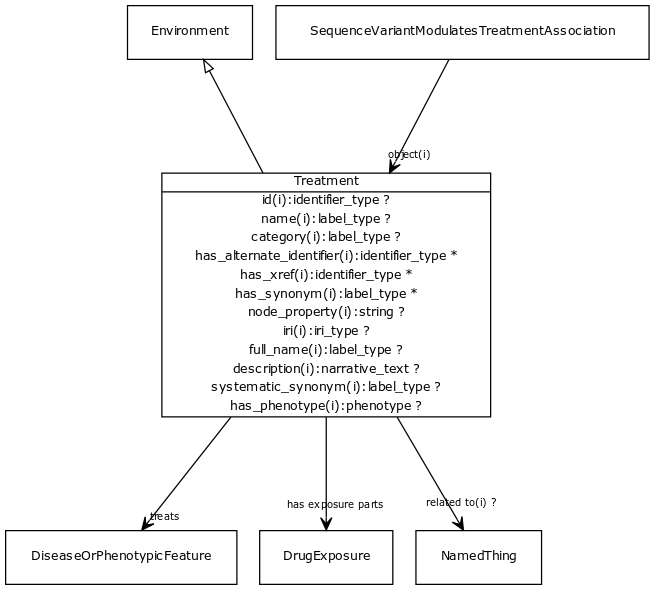 Environment
SequenceVariantModulatesTreatmentAssociation
object(i)
Treatment
id(i):identifier_type ?
name(i):label_type ?
category(i):label_type ?
has_alternate_identifier(i):identifier_type *
has_xref(i):identifier_type *
has_synonym(i):label_type *
node_property(i):string ?
iri(i):iri_type ?
full_name(i):label_type ?
description(i):narrative_text ?
systematic_synonym(i):label_type ?
has_phenotype(i):phenotype ?
treats
has exposure parts
related to(i) ?
DiseaseOrPhenotypicFeature
DrugExposure
NamedThing